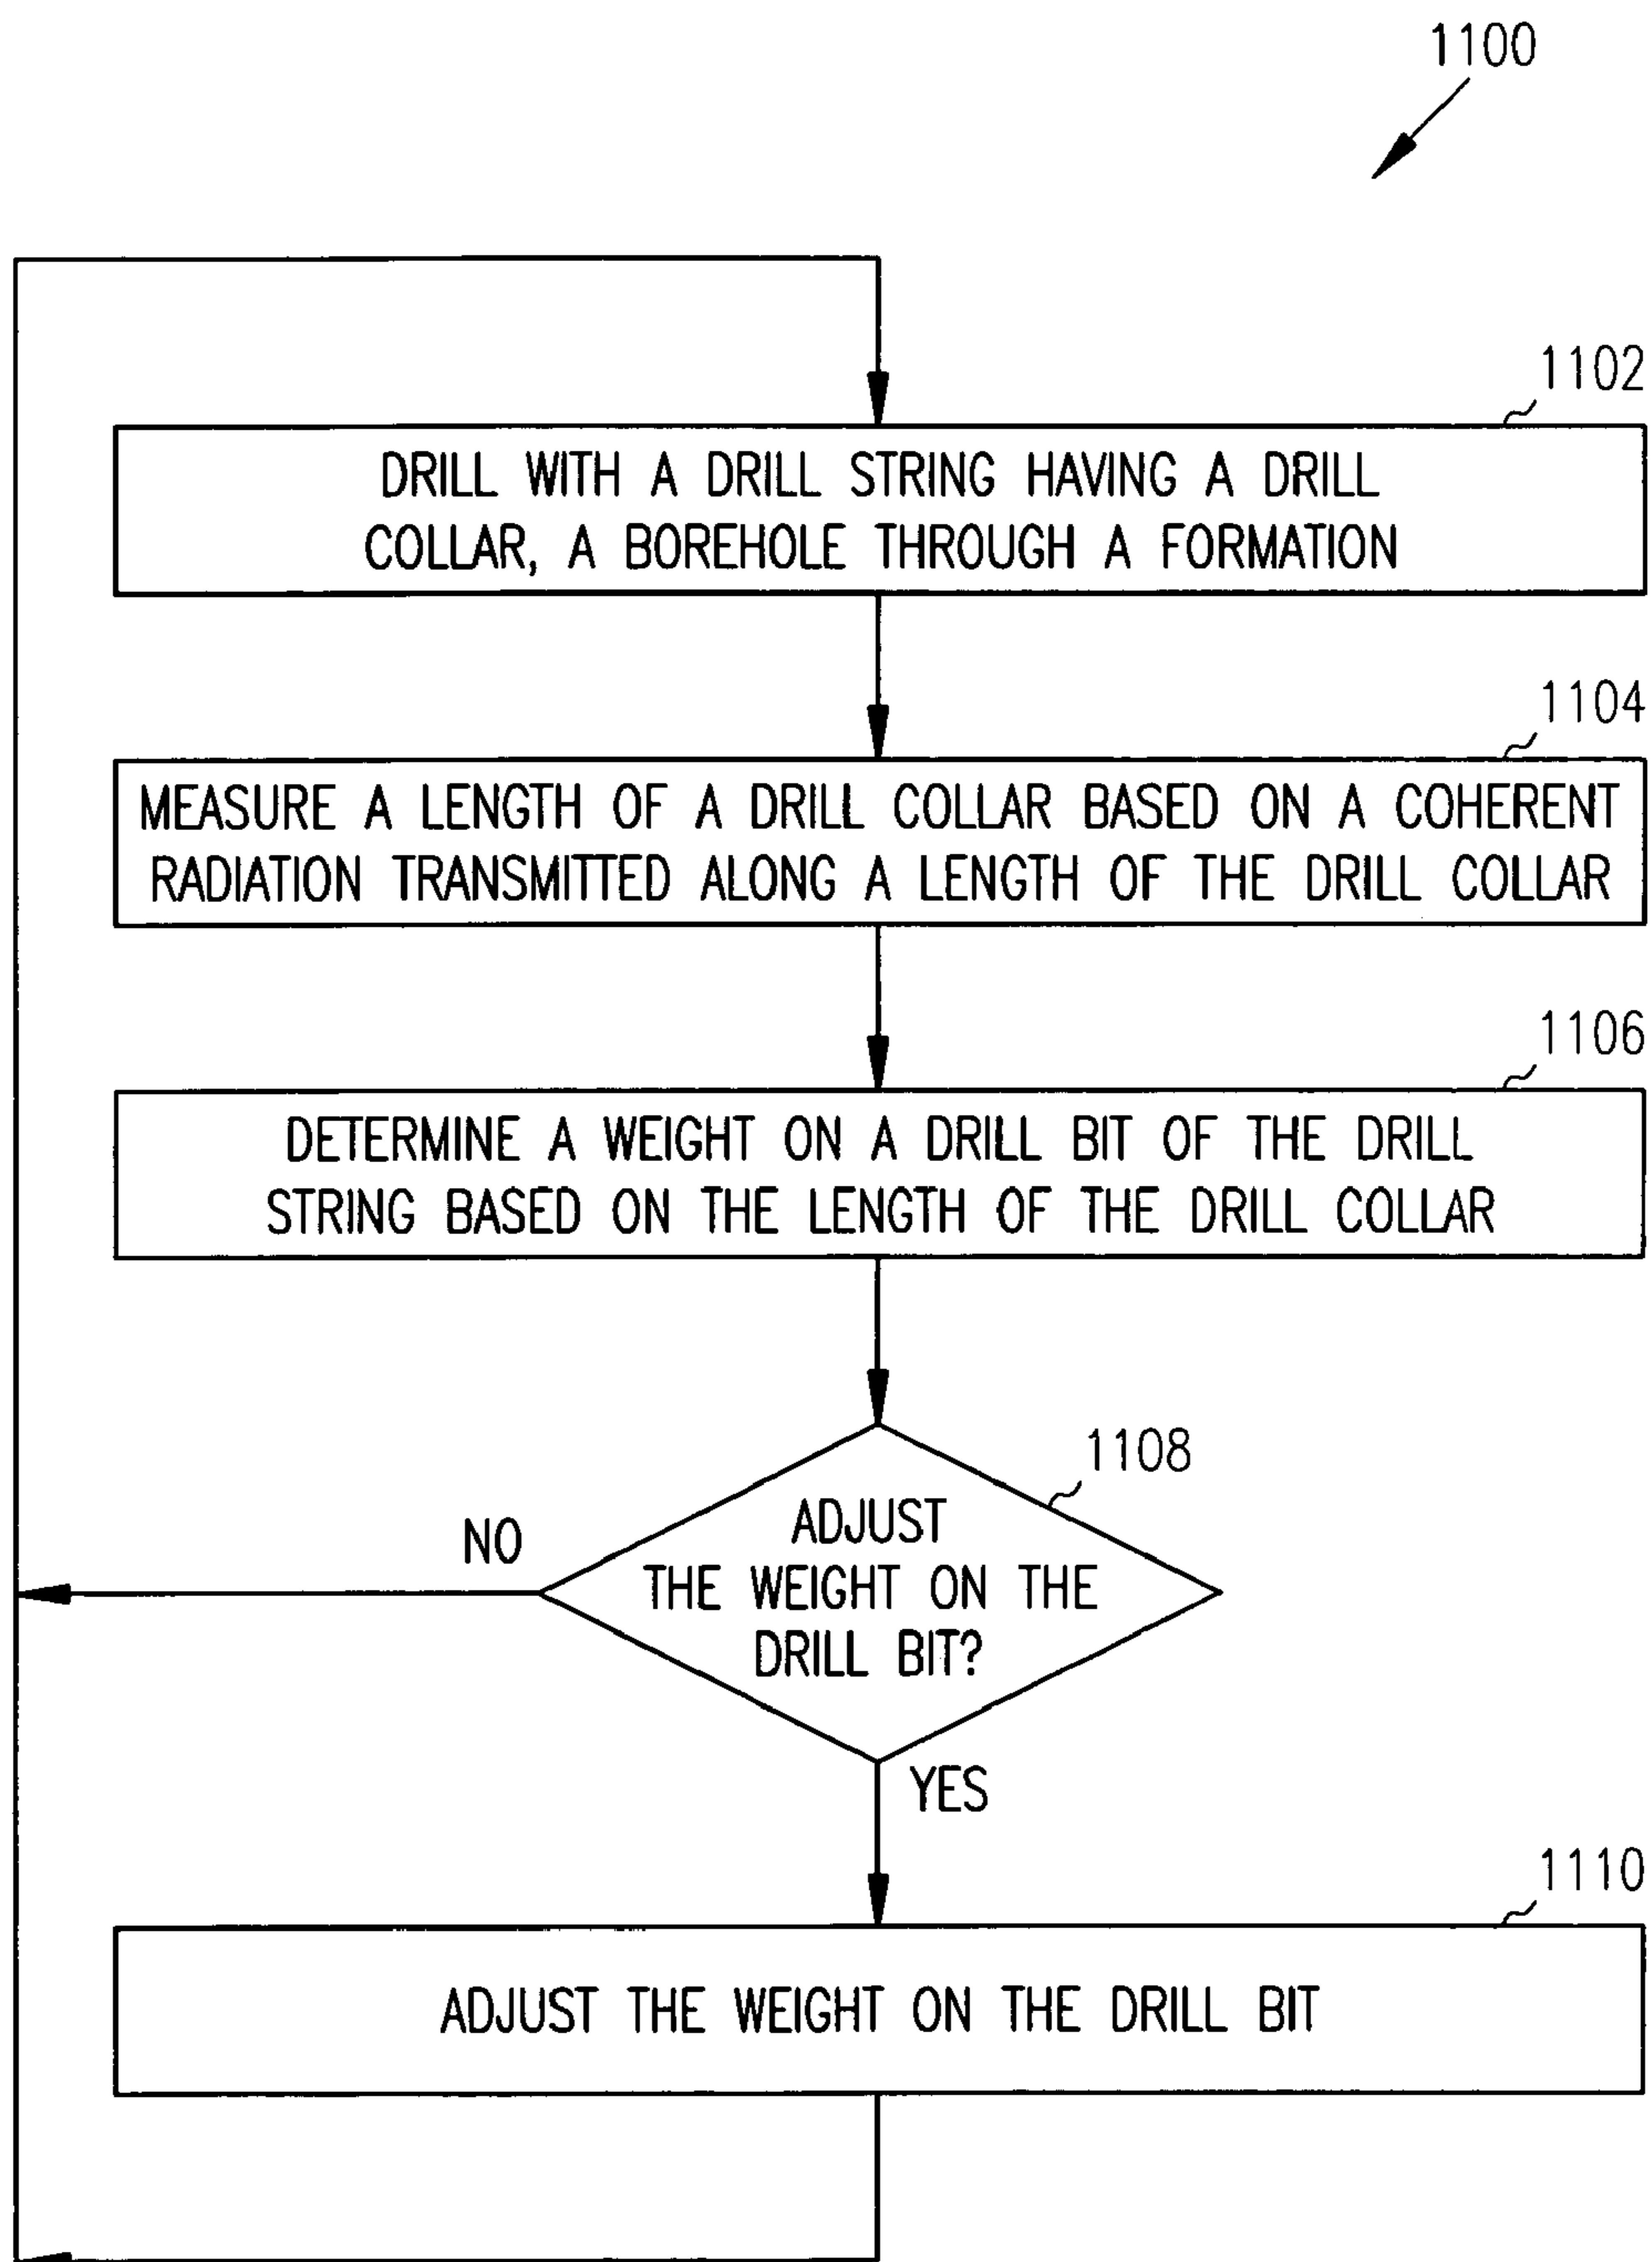 1100
1102
DRILL WITH A DRILL STRING HAVING A DRILL
COLLAR, A BOREHOLE THROUGH A FORMATION
1104
MEASURE A LENGTH OF A DRILL COLLAR BASED ON A COHERENT
RADIATION TRANSMITTED ALONG A LENGTH OF THE DRILL COLLAR
1106
DETERMINE A WEIGHT ON A DRILL BIT OF THE DRILL
STRING BASED ON THE LENGTH OF THE DRILL COLLAR
1108
ADJUST
THE WEIGHT ON THE
DRILL BIT?
NO
YES
1110
ADJUST THE WEIGHT ON THE DRILL BIT